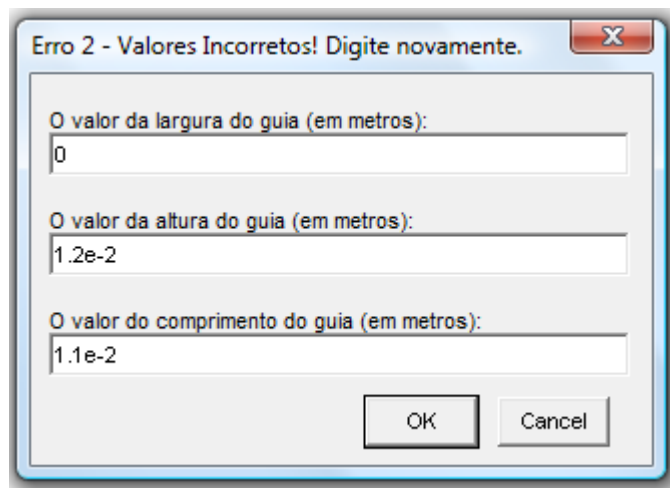 Erro 2 - Valores Incorretos! Digite novamente.
O valor da largura do guia (em metros):
0
O valor da altura do guia (em metros):
1.2e-2
O valor do comprimento do guia (em metros):
1.1e-2
OK
Cancel